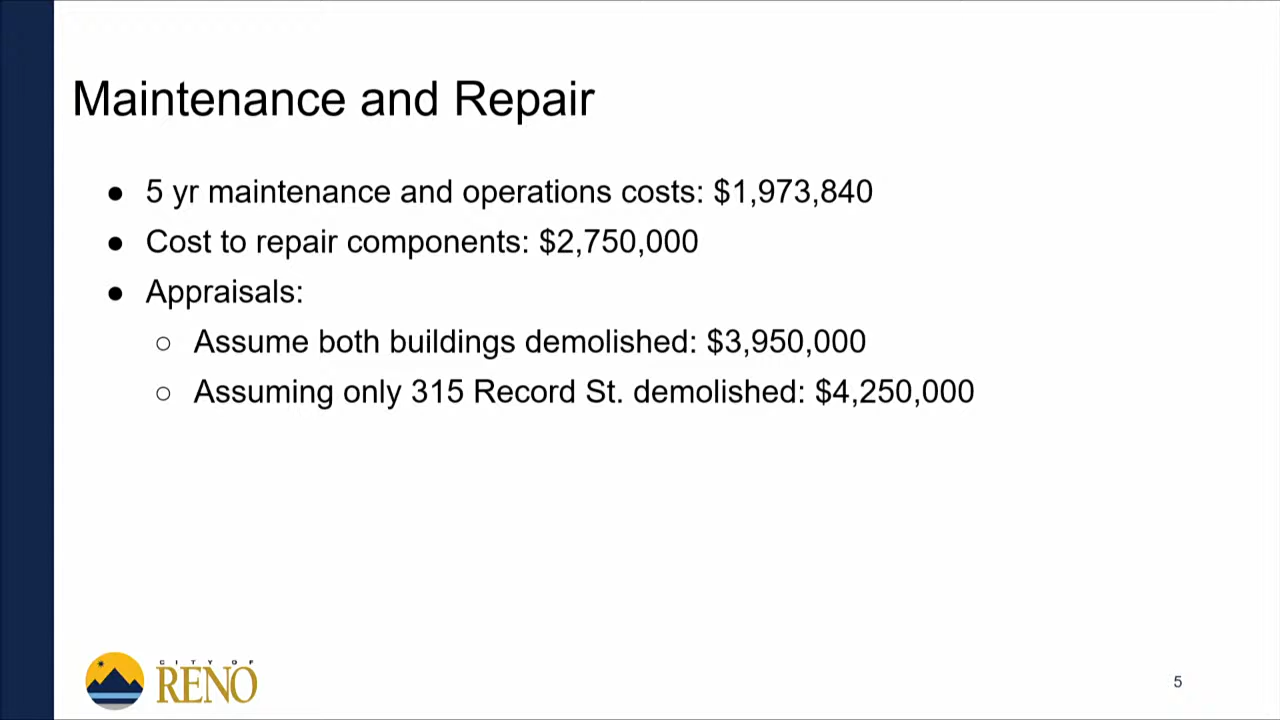 Maintenance and Repair
● 5 yr maintenance and operations costs: $1,973,840
● Cost to repair components: $2,750,000
● Appraisals:
○ Assume both buildings demolished: $3,950,000
○ Assuming only 315 Record St. demolished: $4,250,000
CITY OF
RENO
5